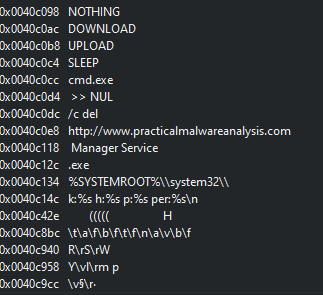 0x0040c098 NOTHING
0x0040c0ac DOWNLOAD
0x0040c0b8 UPLOAD
0x0040c0c4 SLEEP
0x0040c0cc cmd.exe
0x0040c0d4 >> NUL
0x0040c0dc /c del
0x0040c0e8 http://www.practicalmalwareanalysis.com
0x0040c118 Manager Service
0x0040c12c .exe
0x0040c134 %SYSTEMROOT%\\system32\\
0x0040c14c k:%s h:%s p:%s per:%s\n
0x0040c42e (((((                  H
0x0040c8bc \t\a\f\b\f\t\f\n\a\v\b\f
0x0040c940 R\rS\rW
0x0040c958 Y\vl\rm p
0x0040c9cc \v§\r·